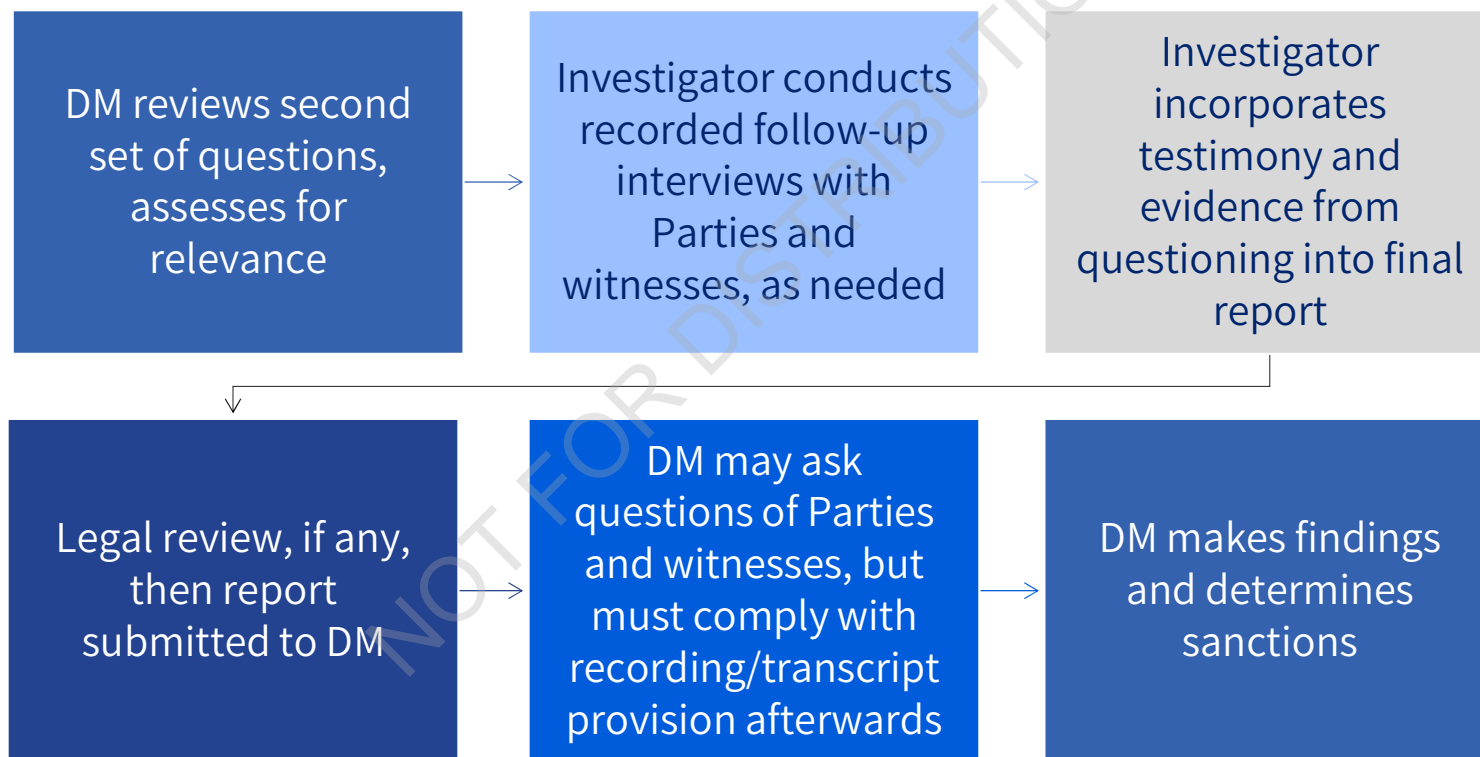 DM reviews second
set of questions,
assesses for
relevance
Investigator conducts
recorded follow-up
interviews with
Parties and
witnesses, as needed
Investigator
incorporates
testimony and
evidence from
questioning into final
report
Legal review, if any,
then report
submitted to DM
DM may ask
questions of Parties
and witnesses, but
must comply with
recording/transcript
provision afterwards
DM makes findings
and determines
sanctions
NOT FOR DISTRIBUTIO